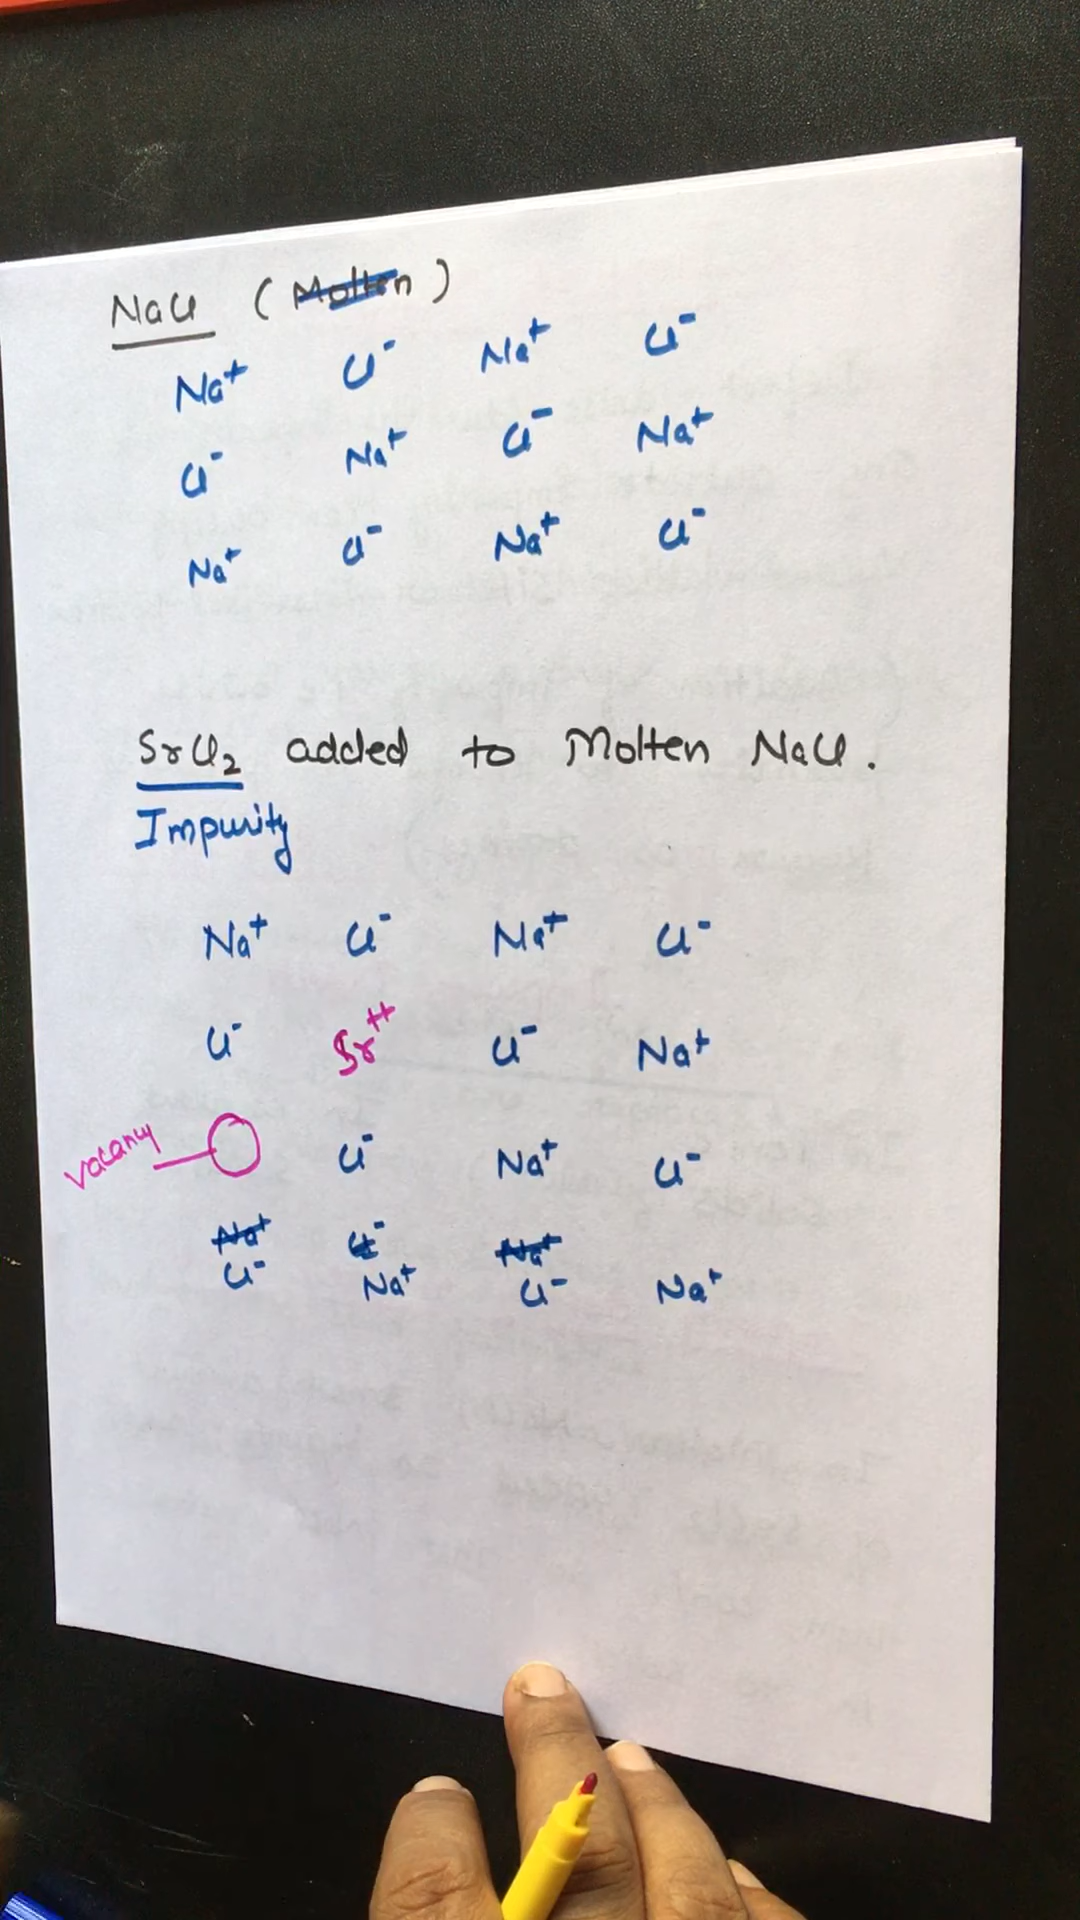 NaCl (Molten)
Na⁺ Cl⁻ Na⁺ Cl⁻
Cl⁻ Na⁺ Cl⁻ Na⁺
Na⁺ Cl⁻ Na⁺ Cl⁻
SrCl₂ added to Molten NaCl.
Impurity
Na⁺ Cl⁻ Na⁺ Cl⁻
Cl⁻ Sr⁺⁺ Cl⁻ Na⁺
vacancy Cl⁻ Na⁺ Cl⁻
Na⁺ Cl⁻ Na⁺
Cl⁻ Na⁺ Cl⁻ Na⁺